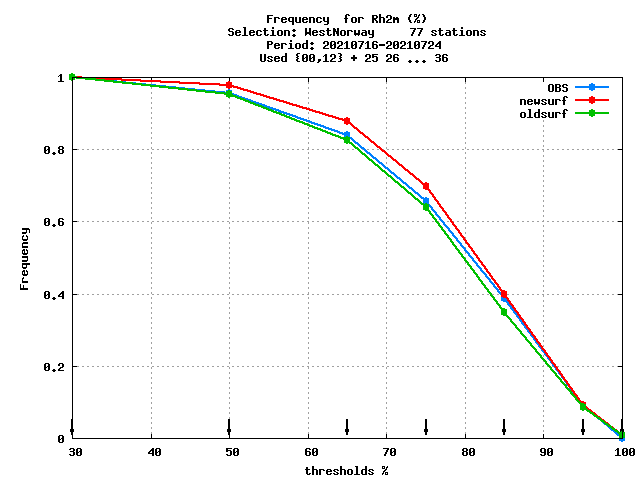 Frequency  for Rh2m (%)
Selection: WestNorway     77 stations
Period: 20210716-20210724
Used {00,12} + 25 26 ... 36
OBS
newsurf
oldsurf
1
0.8
0.6
0.4
0.2
0
Frequency
30 40 50 60 70 80 90 100
thresholds %